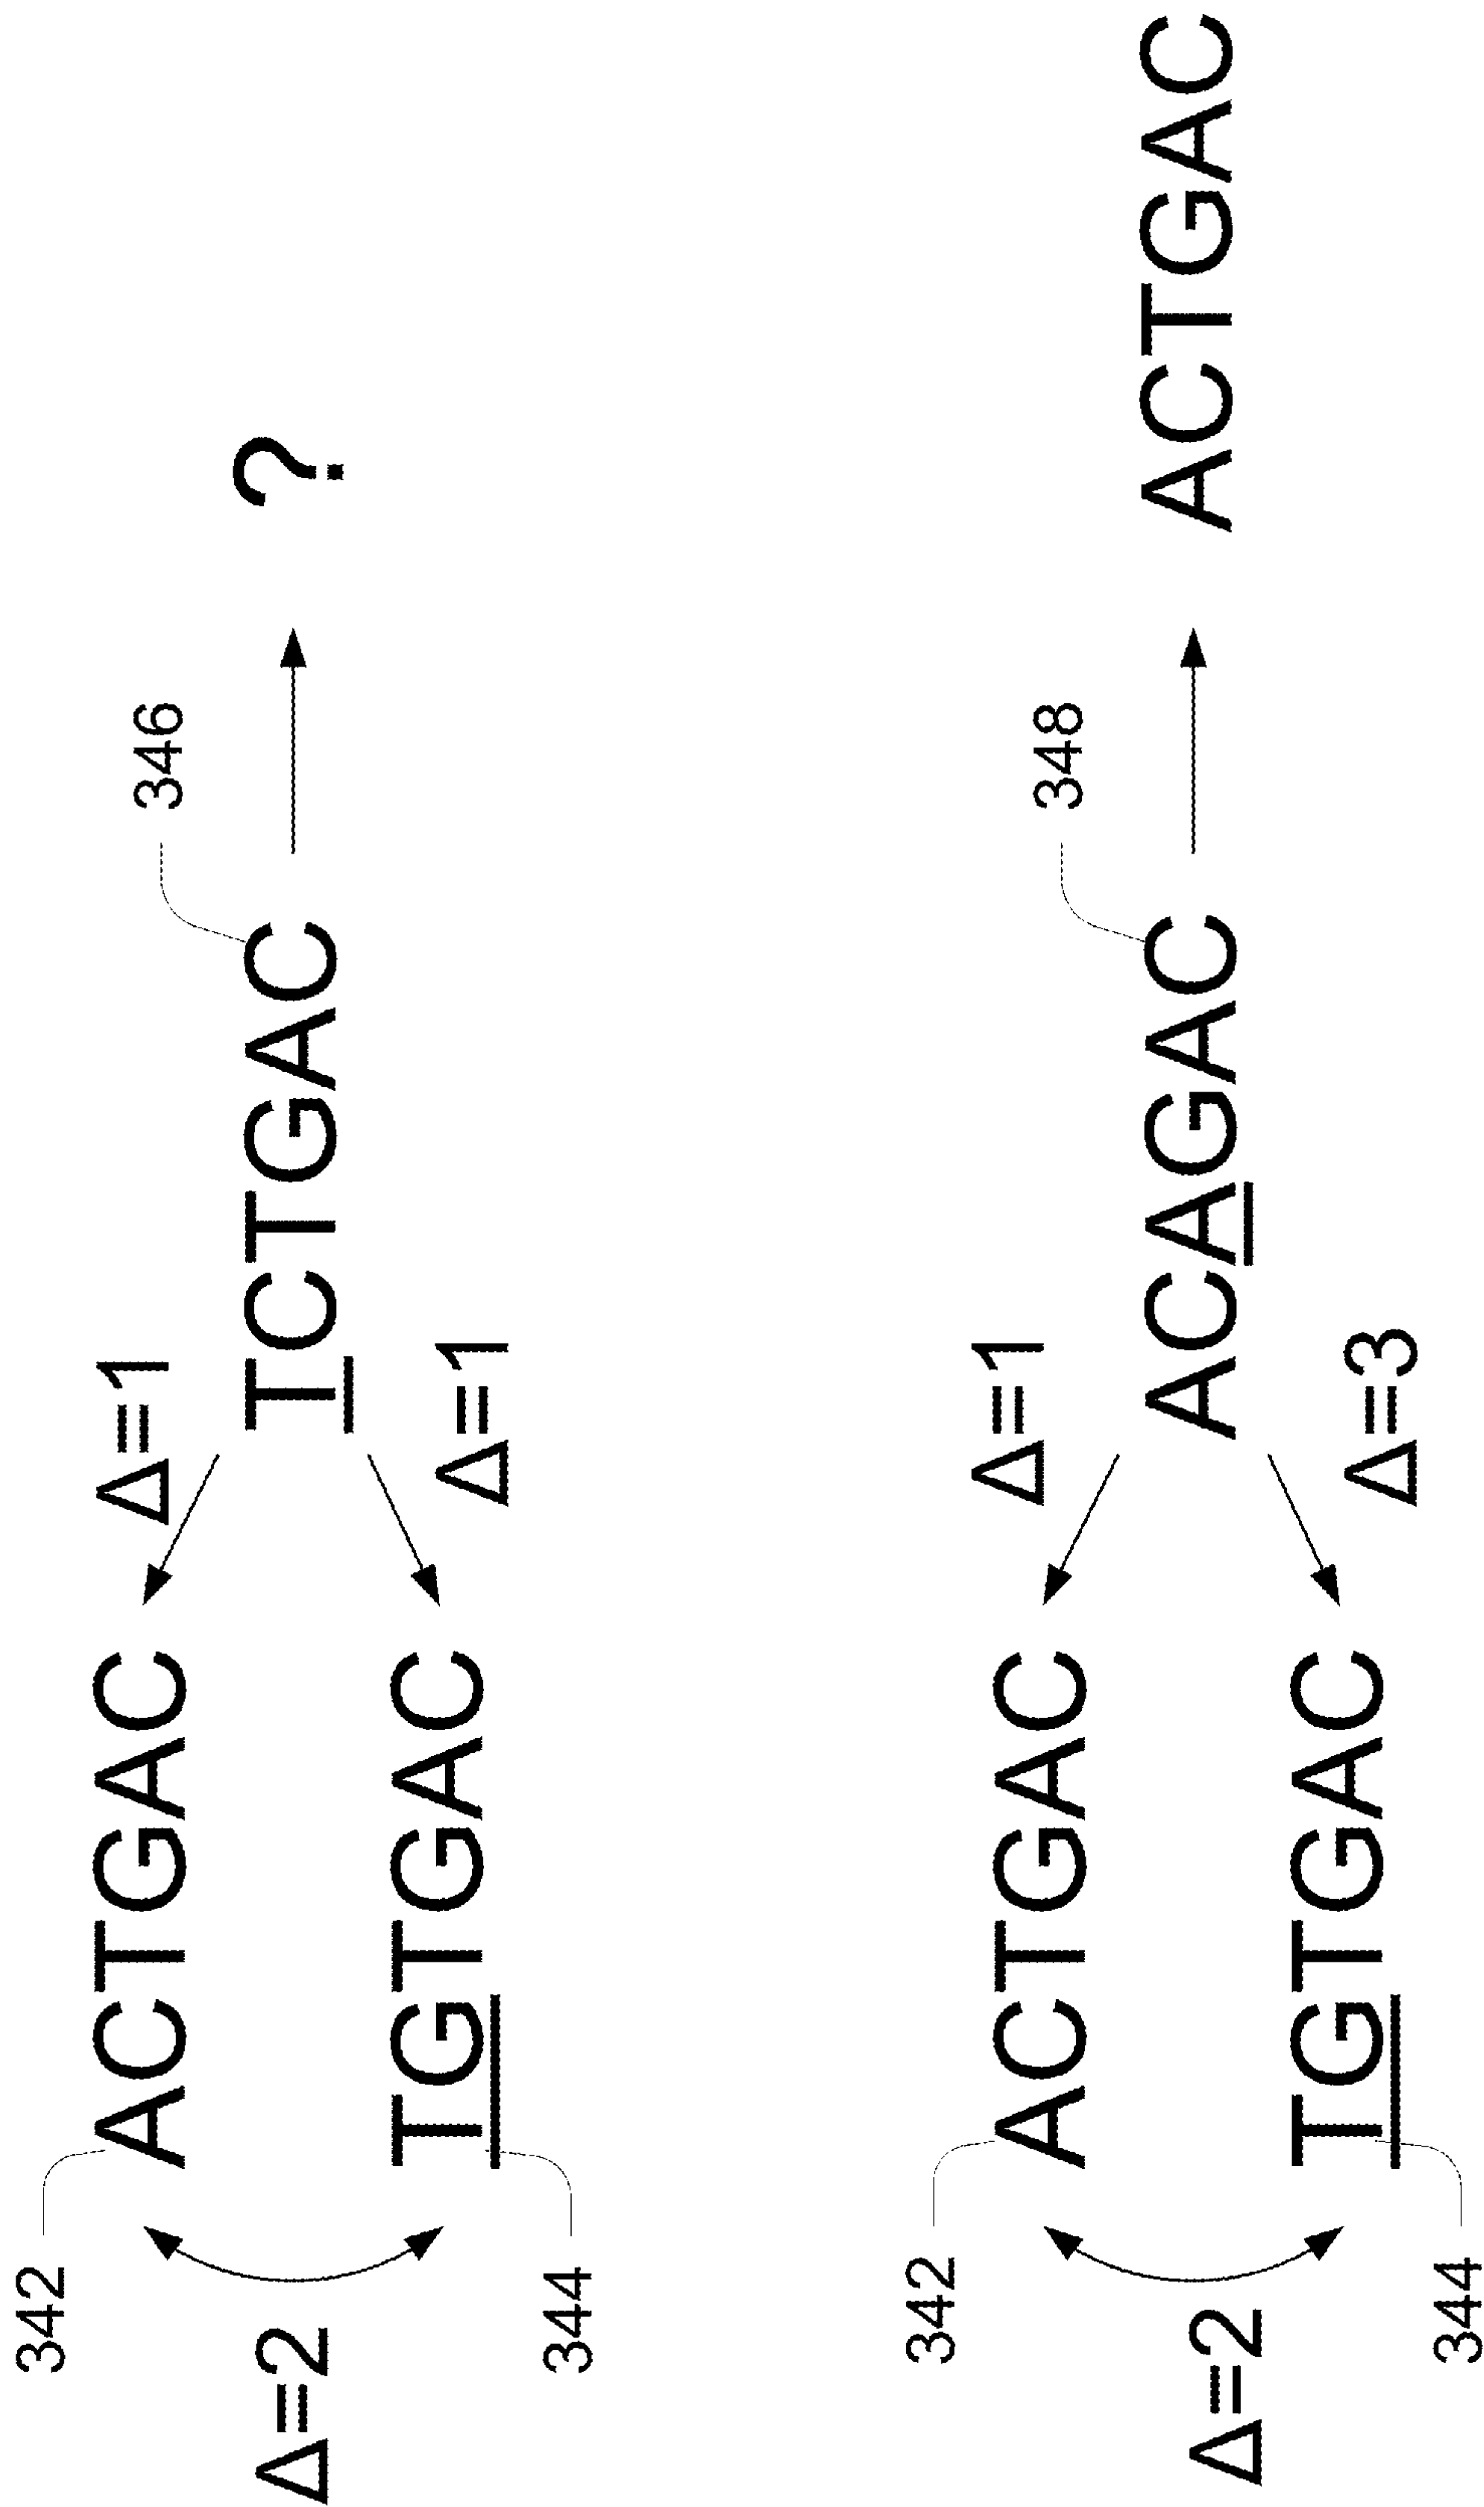 342
346
ACTGAC
Δ=1
Δ=2
TCTGAC
?
TGTGAC
Δ=1
344
342
348
ACTGAC
Δ=1
Δ=2
ACAGAC
ACTGAC
TGTGAC
Δ=3
344